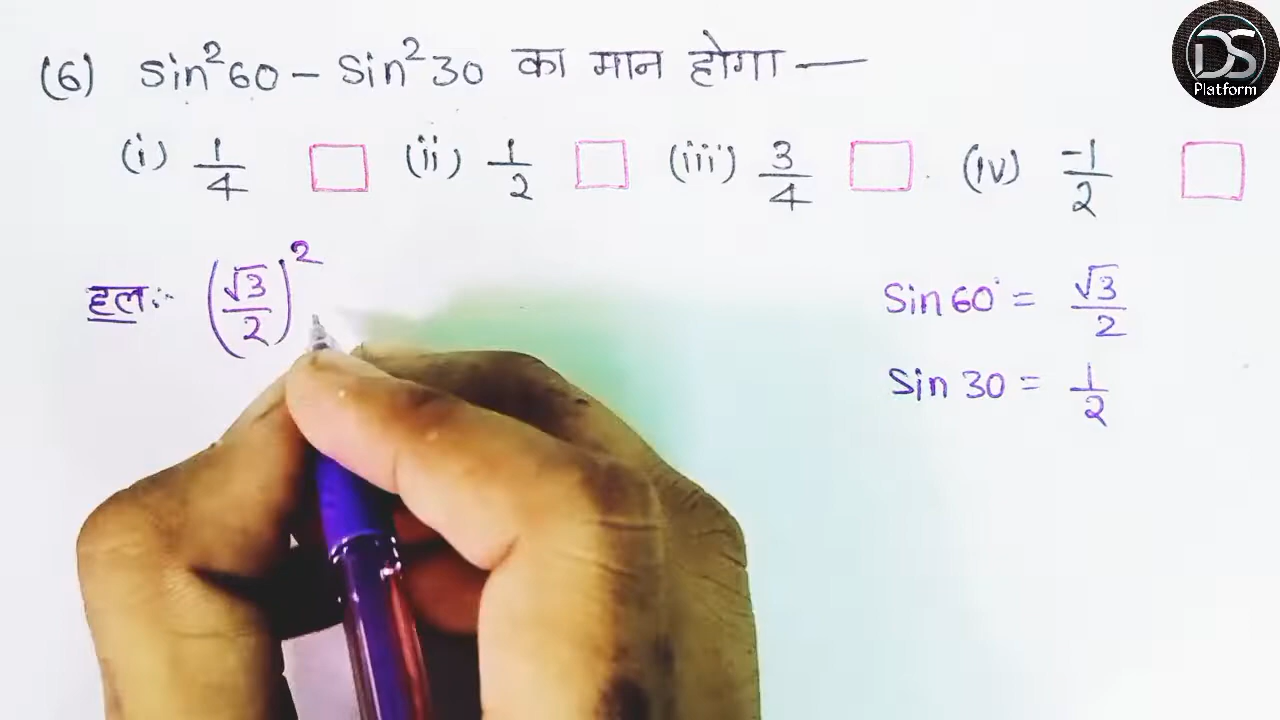 DS
Platform
(6) Sin²60 – Sin²30 का मान होगा —
(i) 1/4 (ii) 1/2 (iii) 3/4 (iv) -1/2
हल:- (√3/2)²
Sin 60° = √3/2
Sin 30 = 1/2